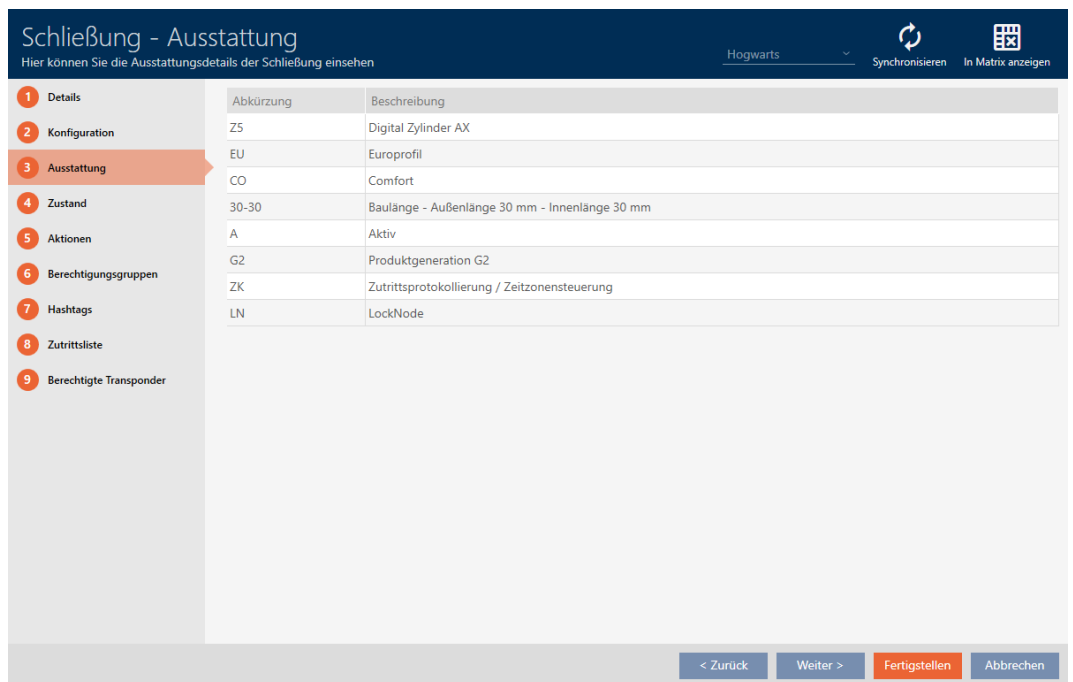 Schließung - Ausstattung
Hier können Sie die Ausstattungsdetails der Schließung einsehen
Hogwarts
Synchronisieren
In Matrix anzeigen
1 Details
2 Konfiguration
3 Ausstattung
4 Zustand
5 Aktionen
6 Berechtigungsgruppen
7 Hashtags
8 Zutrittsliste
9 Berechtigte Transponder
Abkürzung Beschreibung
Z5 Digital Zylinder AX
EU Europrofil
CO Comfort
30-30 Baulänge - Außenlänge 30 mm - Innenlänge 30 mm
A Aktiv
G2 Produktgeneration G2
ZK Zutrittsprotokollierung / Zeitzonensteuerung
LN LockNode
< Zurück Weiter > Fertigstellen Abbrechen